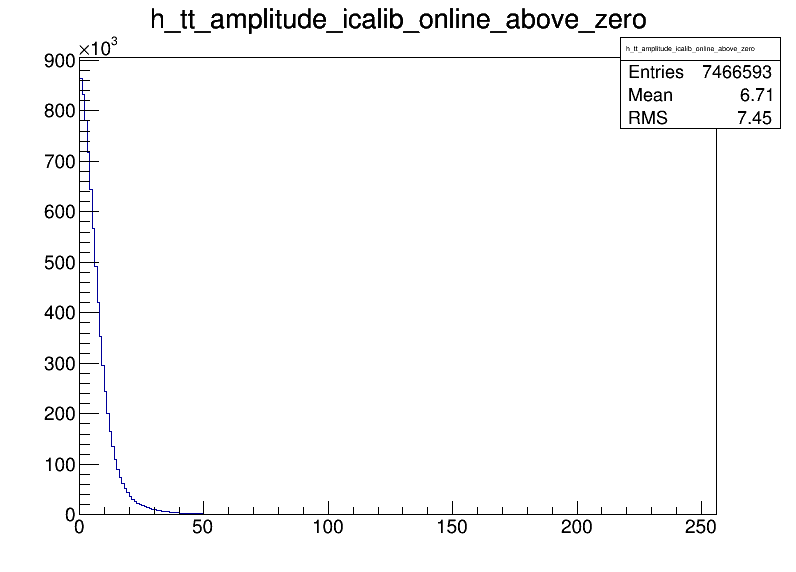 h_tt_amplitude_icalib_online_above_zero
×10³
h_tt_amplitude_icalib_online_above_zero
Entries 7466593
Mean 6.71
RMS 7.45
900
800
700
600
500
400
300
200
100
0
0 50 100 150 200 250